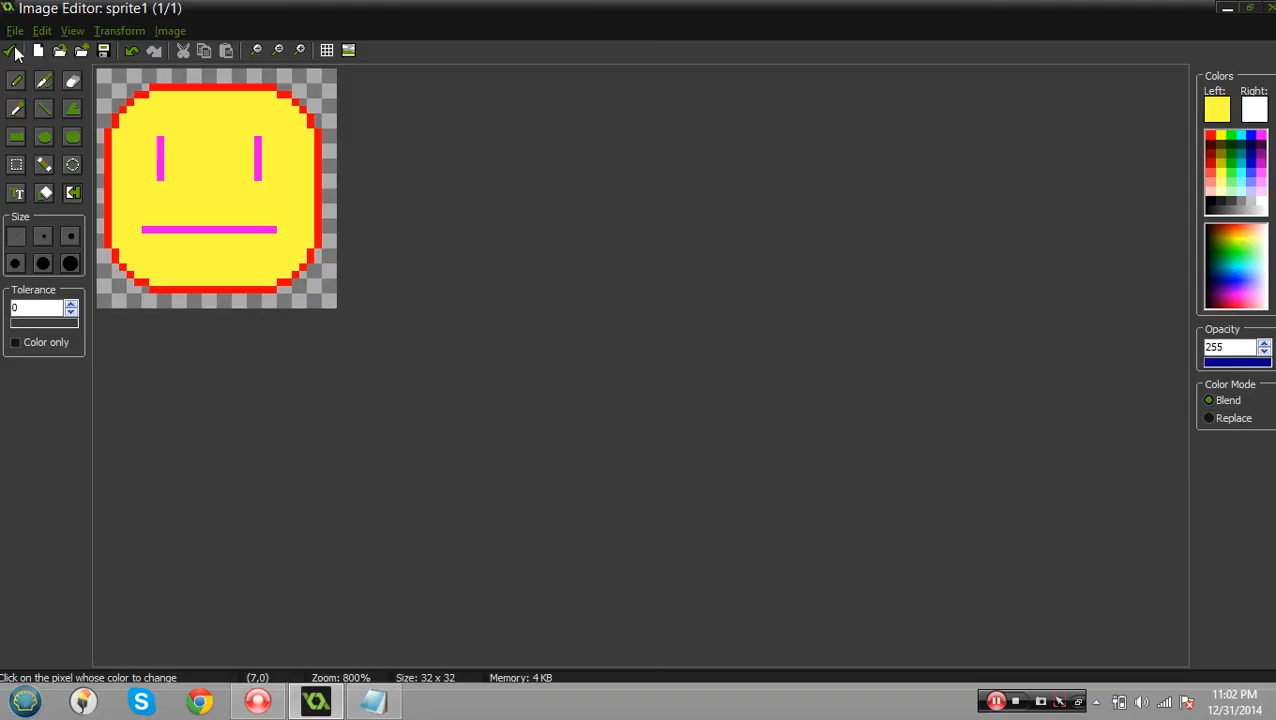 Image Editor: sprite1 (1/1)
File Edit View Transform Image
Colors
Left: Right:
Size
Tolerance
0
Color only
Opacity
255
Color Mode
Blend
Replace
Click on the pixel whose color to change (7,0) Zoom: 800% Size: 32 x 32 Memory: 4 KB
11:02 PM
12/31/2014